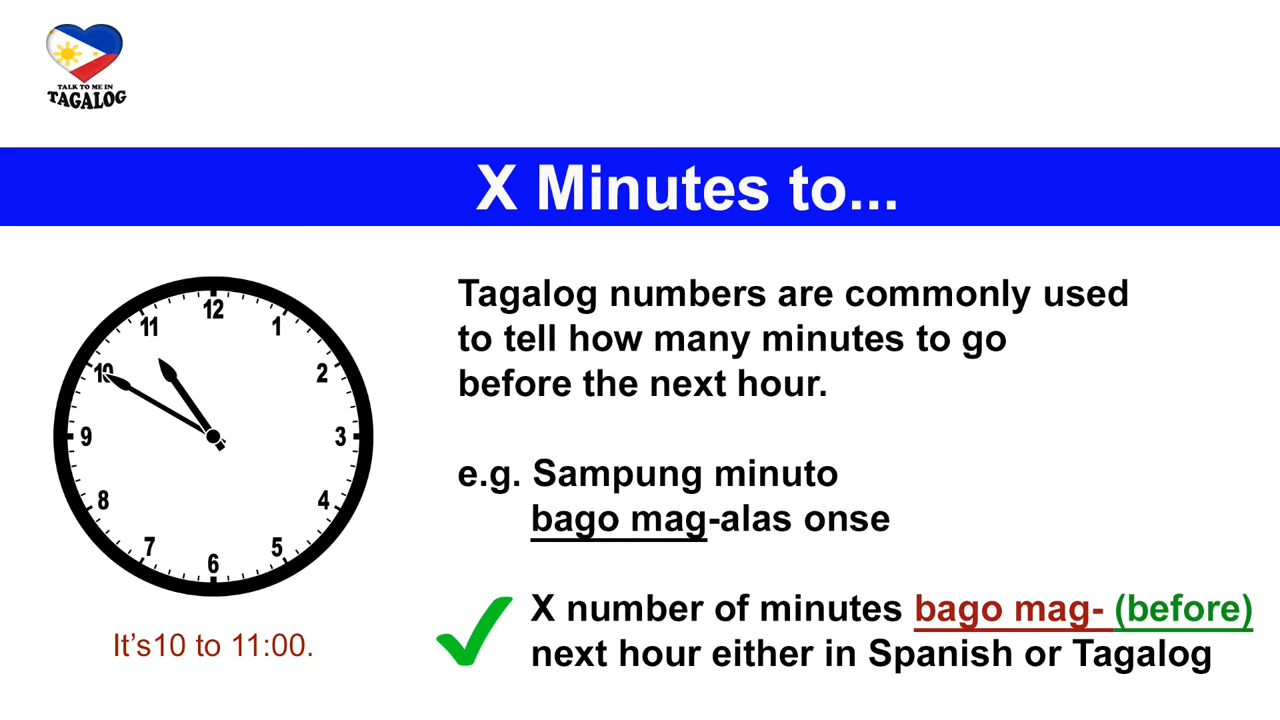 TALK TO ME IN
TAGALOG
X Minutes to...
12
11
1
10
2
9
3
8
4
7
5
6
It's10 to 11:00.
Tagalog numbers are commonly used
to tell how many minutes to go
before the next hour.
e.g. Sampung minuto
bago mag-alas onse
X number of minutes bago mag- (before)
next hour either in Spanish or Tagalog